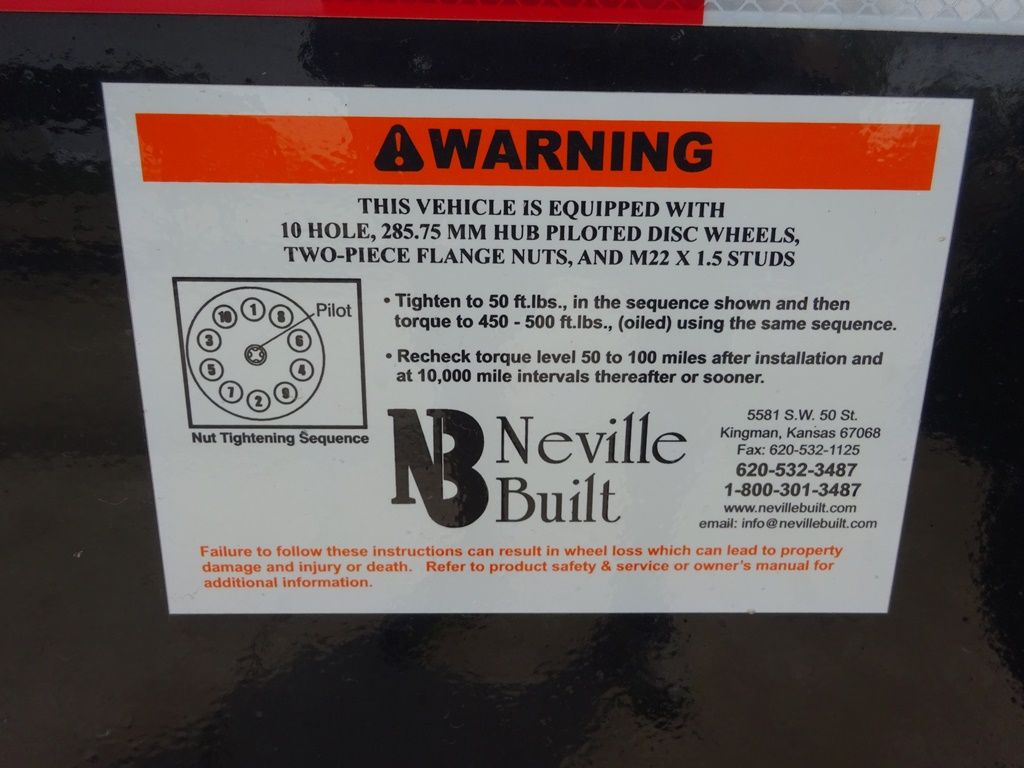 WARNING
THIS VEHICLE IS EQUIPPED WITH
10 HOLE, 285.75 MM HUB PILOTED DISC WHEELS,
TWO-PIECE FLANGE NUTS, AND M22 X 1.5 STUDS
10 1 8
3 6
5 4
7 2 9
Pilot
Nut Tightening Sequence
• Tighten to 50 ft.lbs., in the sequence shown and then
torque to 450 - 500 ft.lbs., (oiled) using the same sequence.
• Recheck torque level 50 to 100 miles after installation and
at 10,000 mile intervals thereafter or sooner.
NB
Neville
Built
5581 S.W. 50 St.
Kingman, Kansas 67068
Fax: 620-532-1125
620-532-3487
1-800-301-3487
www.nevillebuilt.com
email: info@nevillebuilt.com
Failure to follow these instructions can result in wheel loss which can lead to property
damage and injury or death. Refer to product safety & service or owner's manual for
additional information.